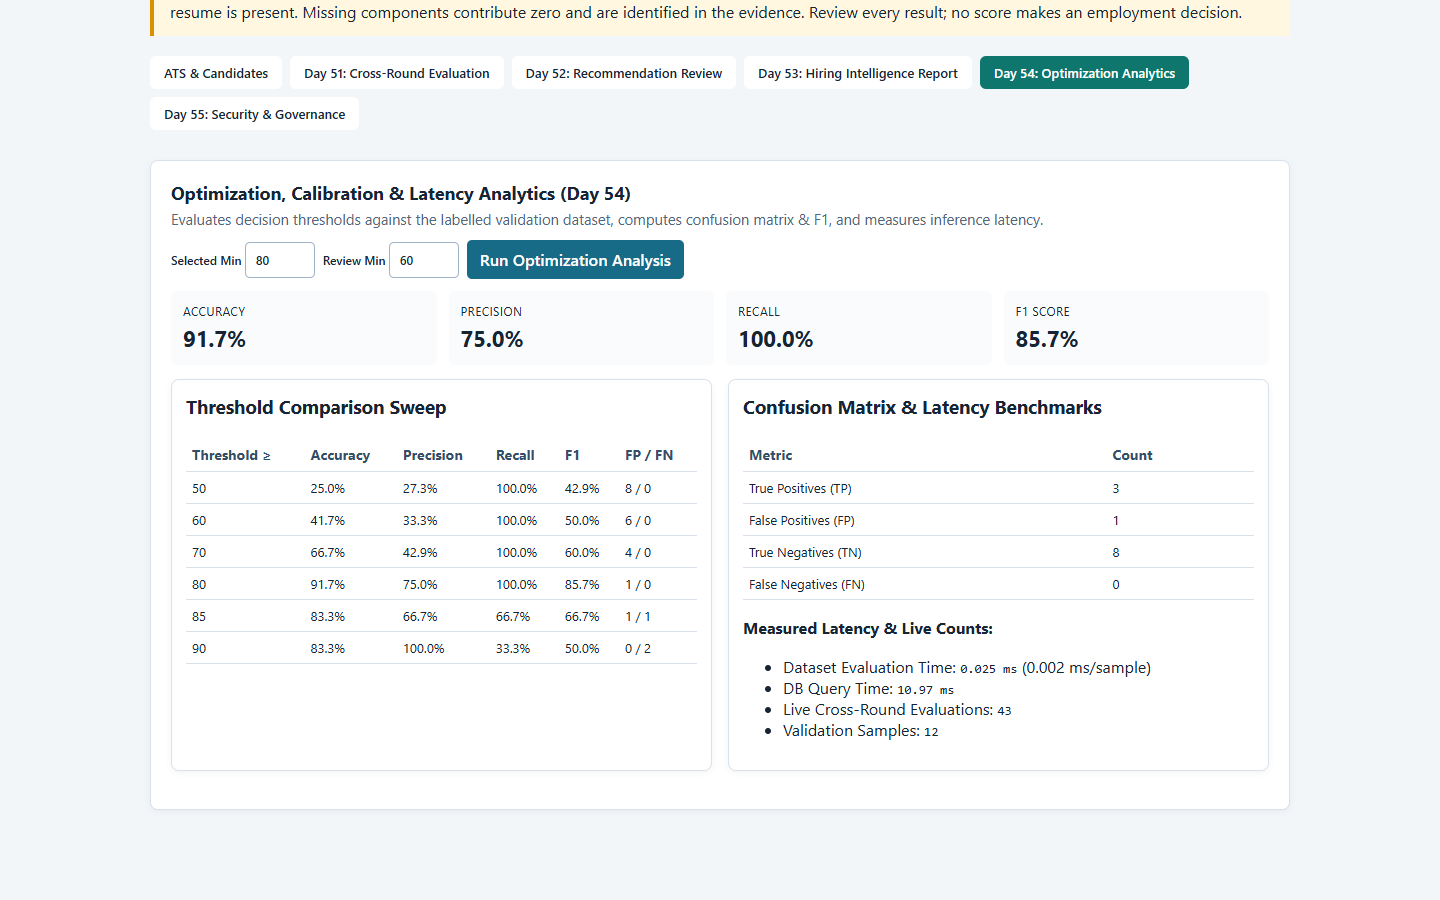 resume is present. Missing components contribute zero and are identified in the evidence. Review every result; no score makes an employment decision.
ATS & Candidates
Day 51: Cross-Round Evaluation
Day 52: Recommendation Review
Day 53: Hiring Intelligence Report
Day 54: Optimization Analytics
Day 55: Security & Governance
Optimization, Calibration & Latency Analytics (Day 54)
Evaluates decision thresholds against the labelled validation dataset, computes confusion matrix & F1, and measures inference latency.
Selected Min 80 Review Min 60 Run Optimization Analysis
ACCURACY
91.7%
PRECISION
75.0%
RECALL
100.0%
F1 SCORE
85.7%
Threshold Comparison Sweep
Threshold ≥ Accuracy Precision Recall F1 FP / FN
50 25.0% 27.3% 100.0% 42.9% 8 / 0
60 41.7% 33.3% 100.0% 50.0% 6 / 0
70 66.7% 42.9% 100.0% 60.0% 4 / 0
80 91.7% 75.0% 100.0% 85.7% 1 / 0
85 83.3% 66.7% 66.7% 66.7% 1 / 1
90 83.3% 100.0% 33.3% 50.0% 0 / 2
Confusion Matrix & Latency Benchmarks
Metric Count
True Positives (TP) 3
False Positives (FP) 1
True Negatives (TN) 8
False Negatives (FN) 0
Measured Latency & Live Counts:
• Dataset Evaluation Time: 0.025 ms (0.002 ms/sample)
• DB Query Time: 10.97 ms
• Live Cross-Round Evaluations: 43
• Validation Samples: 12